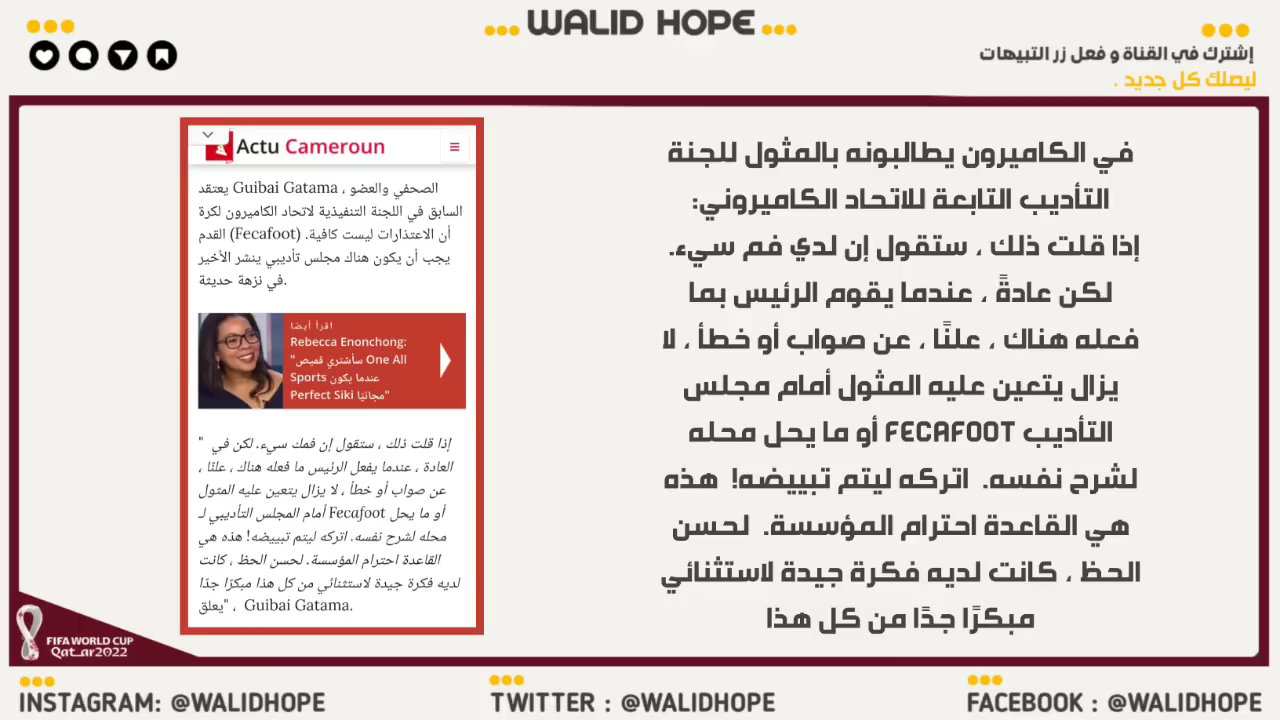 WALID HOPE
إشترك في القناة و فعل زر التبيهات
ليصلك كل جديد .
Actu Cameroun
يعتقد Guibai Gatama ، الصحفي والعضو
السابق في اللجنة التنفيذية لاتحاد الكاميرون لكرة
القدم (Fecafoot) أن الاعتذارات ليست كافية.
يجب أن يكون هناك مجلس تأديبي ينشر الأخير
في نزهة حديثة.
اقرأ أيضا
Rebecca Enonchong:
"سأشتري قميص One All
Sports عندما يكون
Perfect Siki مجانيًا"
" إذا قلت ذلك ، ستقول إن فمك سيء. لكن في
العادة ، عندما يفعل الرئيس ما فعله هناك ، علنًا ،
عن صواب أو خطأ ، لا يزال يتعين عليه المثول
أمام المجلس التأديبي لـ Fecafoot أو ما يحل
محله لشرح نفسه. اتركه ليتم تبييضه! هذه هي
القاعدة احترام المؤسسة. لحسن الحظ ، كانت
لديه فكرة جيدة لاستثنائي من كل هذا مبكرًا جدًا
" ، يعلق Guibai Gatama.
في الكاميرون يطالبونه بالمثول للجنة
التأديب التابعة للاتحاد الكاميروني:
إذا قلت ذلك ، ستقول إن لدي فم سيء.
لكن عادةً ، عندما يقوم الرئيس بما
فعله هناك ، علنًا ، عن صواب أو خطأ ، لا
يزال يتعين عليه المثول أمام مجلس
التأديب FECAFOOT أو ما يحل محله
لشرح نفسه. اتركه ليتم تبييضه! هذه
هي القاعدة احترام المؤسسة. لحسن
الحظ ، كانت لديه فكرة جيدة لاستثنائي
مبكرًا جدًا من كل هذا
FIFA WORLD CUP
Qatar2022
INSTAGRAM: @WALIDHOPE
TWITTER : @WALIDHOPE
FACEBOOK : @WALIDHOPE